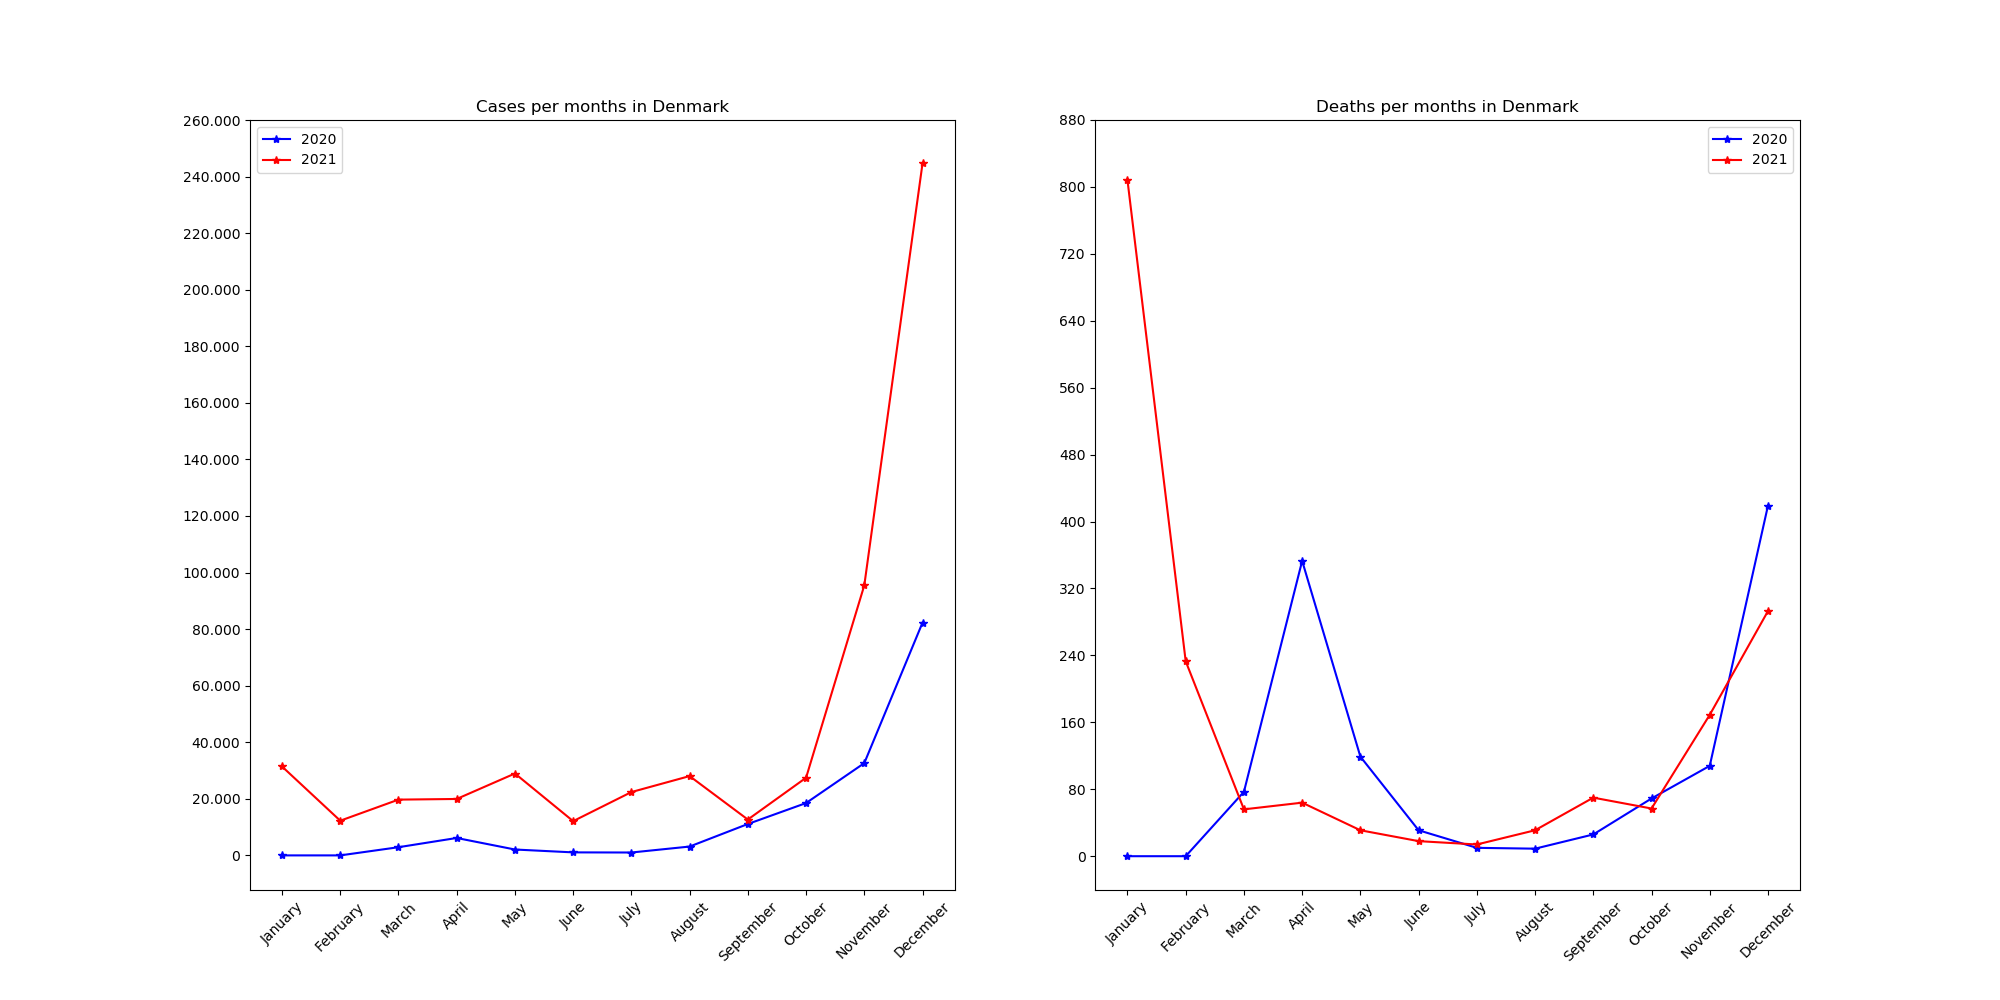 Cases per months in Denmark
2020
2021
260.000
240.000
220.000
200.000
180.000
160.000
140.000
120.000
100.000
80.000
60.000
40.000
20.000
0
January
February
March
April
May
June
July
August
September
October
November
December
Deaths per months in Denmark
2020
2021
880
800
720
640
560
480
400
320
240
160
80
0
January
February
March
April
May
June
July
August
September
October
November
December